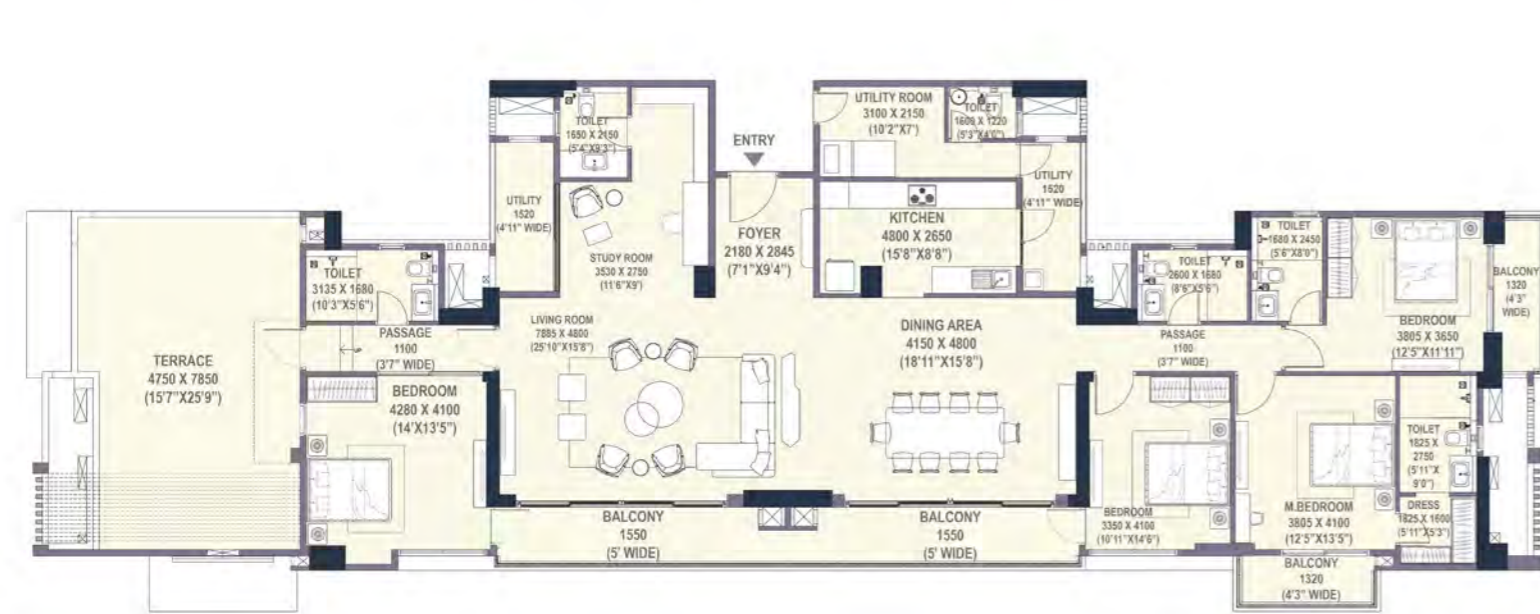 UTILITY ROOM
3100 X 2150
(10'2"X7')
TOILET
1600 X 1220
(5'3"X4'0")
TOILET
1650 X 2150
(5'4"X9'3")
ENTRY
UTILITY
1520
(4'11" WIDE)
UTILITY
1520
(4'11" WIDE)
FOYER
2180 X 2845
(7'1"X9'4")
KITCHEN
4800 X 2650
(15'8"X8'8")
STUDY ROOM
3530 X 2750
(11'6"X9')
TOILET
3135 X 1680
(10'3"X5'6")
TOILET
2600 X 1680
(8'6"X5'6")
TOILET
1680 X 2450
(5'6"X8'0")
BALCONY
1320
(4'3"
WIDE)
TERRACE
4750 X 7850
(15'7"X25'9")
PASSAGE
1100
(3'7" WIDE)
LIVING ROOM
7885 X 4800
(25'10"X15'8")
DINING AREA
4150 X 4800
(18'11"X15'8")
PASSAGE
1100
(3'7" WIDE)
BEDROOM
3805 X 3650
(12'5"X11'11")
BEDROOM
4280 X 4100
(14'X13'5")
TOILET
1825 X
2750
(5'11"X
9'0")
BALCONY
1550
(5' WIDE)
BALCONY
1550
(5' WIDE)
BEDROOM
3350 X 4100
(10'11"X14'6")
M.BEDROOM
3805 X 4100
(12'5"X13'5")
DRESS
1825 X 1600
(5'11"X5'3")
BALCONY
1320
(4'3" WIDE)